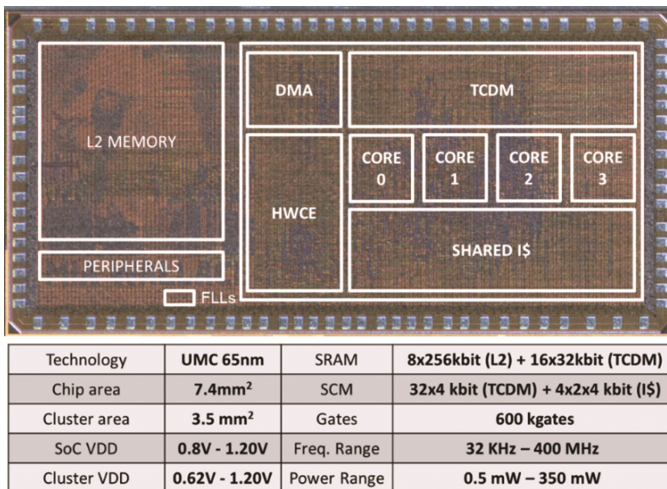 DMA
TCDM
L2 MEMORY
CORE 0
CORE 1
CORE 2
CORE 3
HWCE
SHARED I$
PERIPHERALS
FLLs
Technology UMC 65nm SRAM 8x256kbit (L2) + 16x32kbit (TCDM)
Chip area 7.4mm² SCM 32x4 kbit (TCDM) + 4x2x4 kbit (I$)
Cluster area 3.5 mm² Gates 600 kgates
SoC VDD 0.8V - 1.20V Freq. Range 32 KHz – 400 MHz
Cluster VDD 0.62V - 1.20V Power Range 0.5 mW – 350 mW